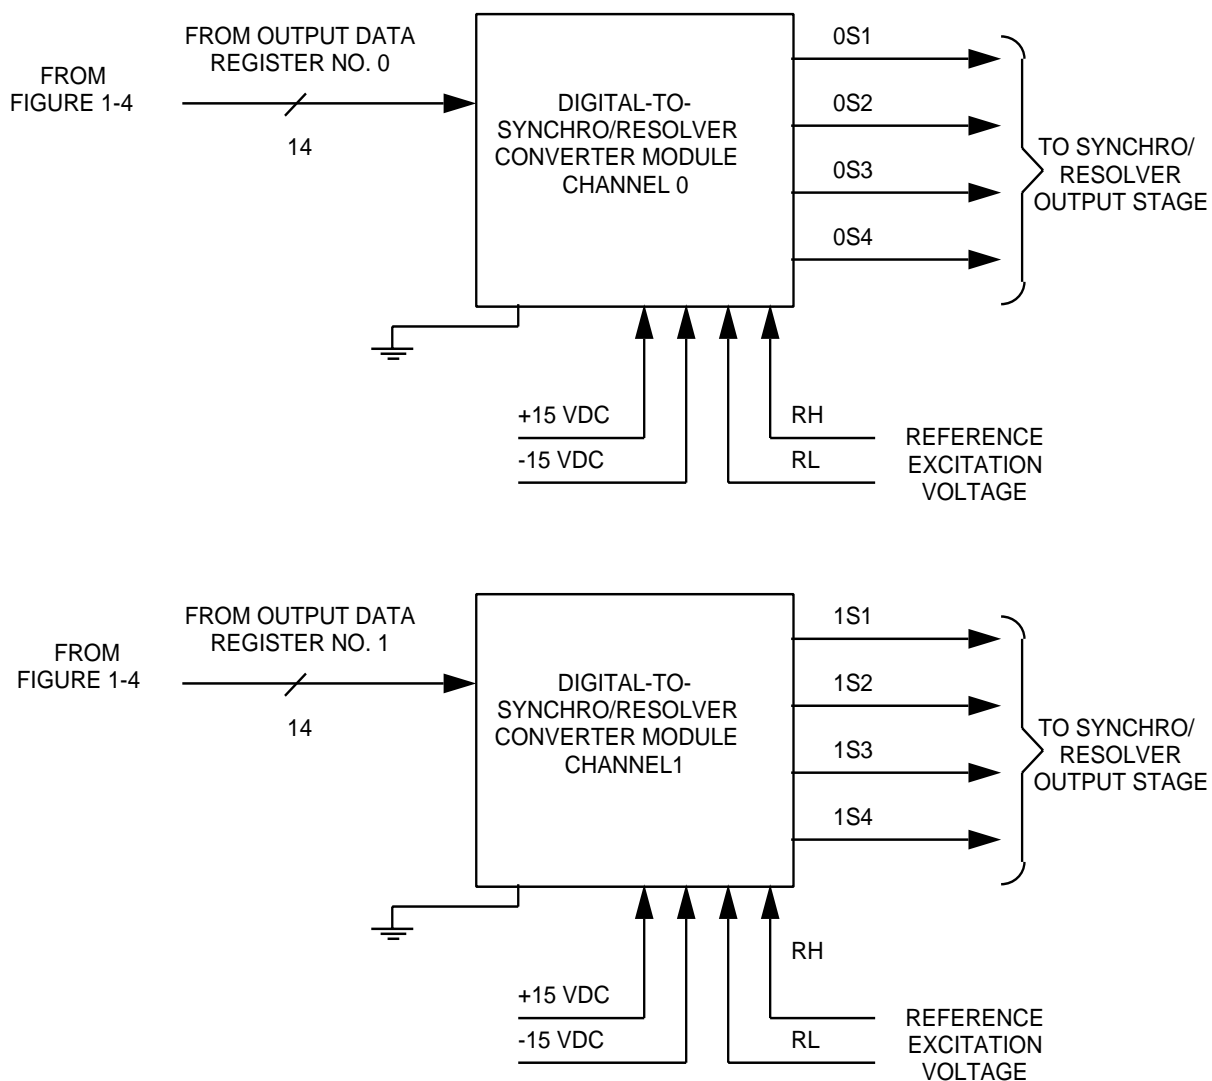 FROM OUTPUT DATA
REGISTER NO. 0
FROM
FIGURE 1-4
14
DIGITAL-TO-
SYNCHRO/RESOLVER
CONVERTER MODULE
CHANNEL 0
0S1
0S2
0S3
0S4
TO SYNCHRO/
RESOLVER
OUTPUT STAGE
+15 VDC
-15 VDC
RH
RL
REFERENCE
EXCITATION
VOLTAGE
FROM OUTPUT DATA
REGISTER NO. 1
FROM
FIGURE 1-4
14
DIGITAL-TO-
SYNCHRO/RESOLVER
CONVERTER MODULE
CHANNEL1
1S1
1S2
1S3
1S4
TO SYNCHRO/
RESOLVER
OUTPUT STAGE
+15 VDC
-15 VDC
RH
RL
REFERENCE
EXCITATION
VOLTAGE